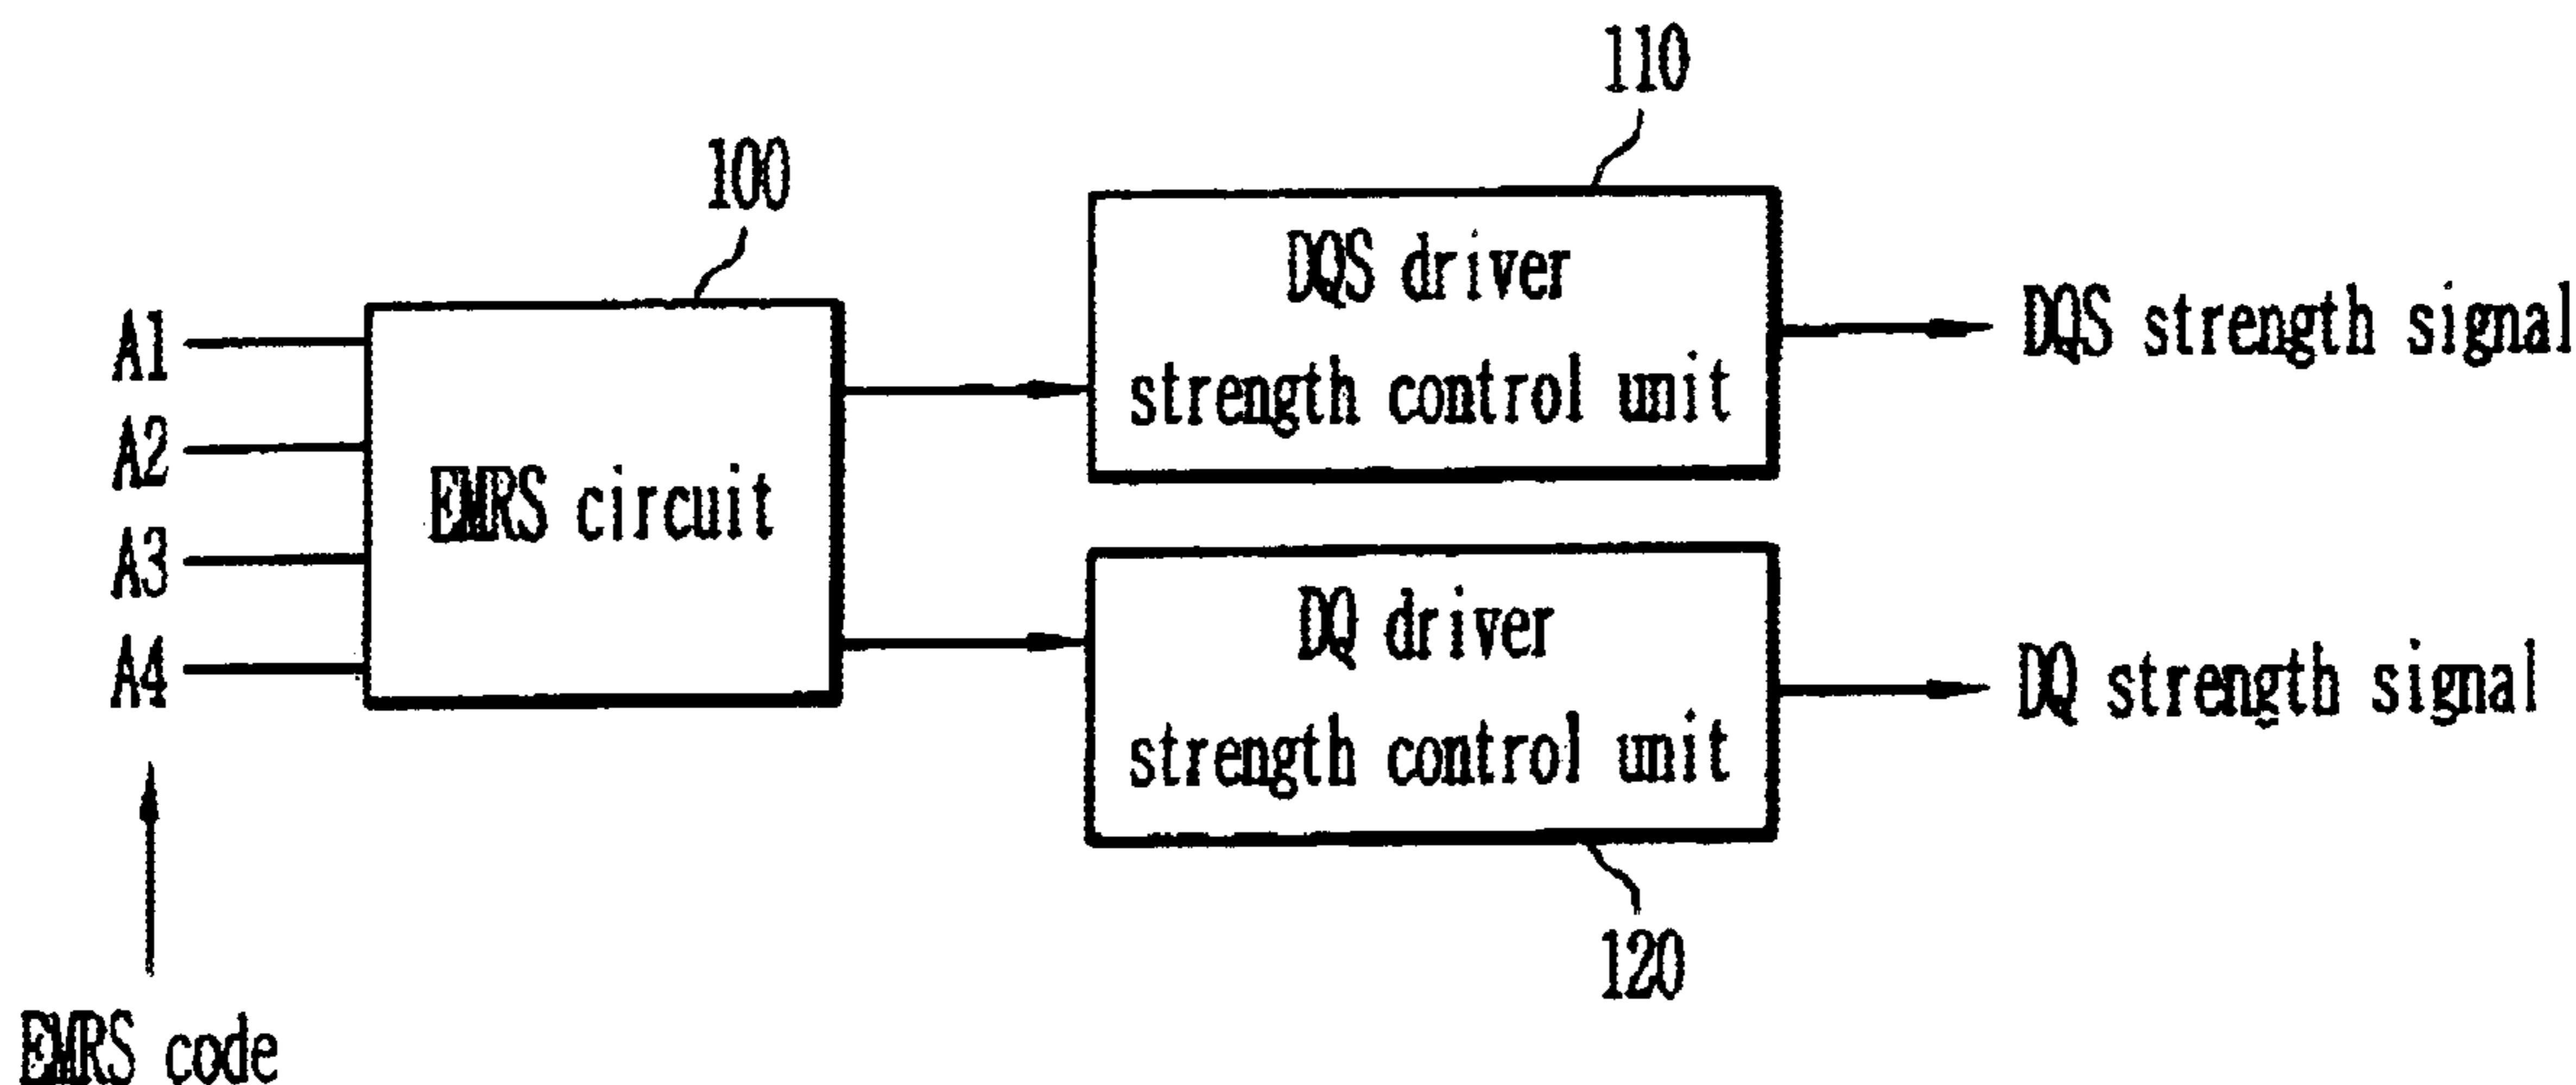 110
100
DQS driver
strength control unit
DQS strength signal
A1
A2
A3
A4
EMRS circuit
DQ driver
strength control unit
DQ strength signal
120
EMRS code